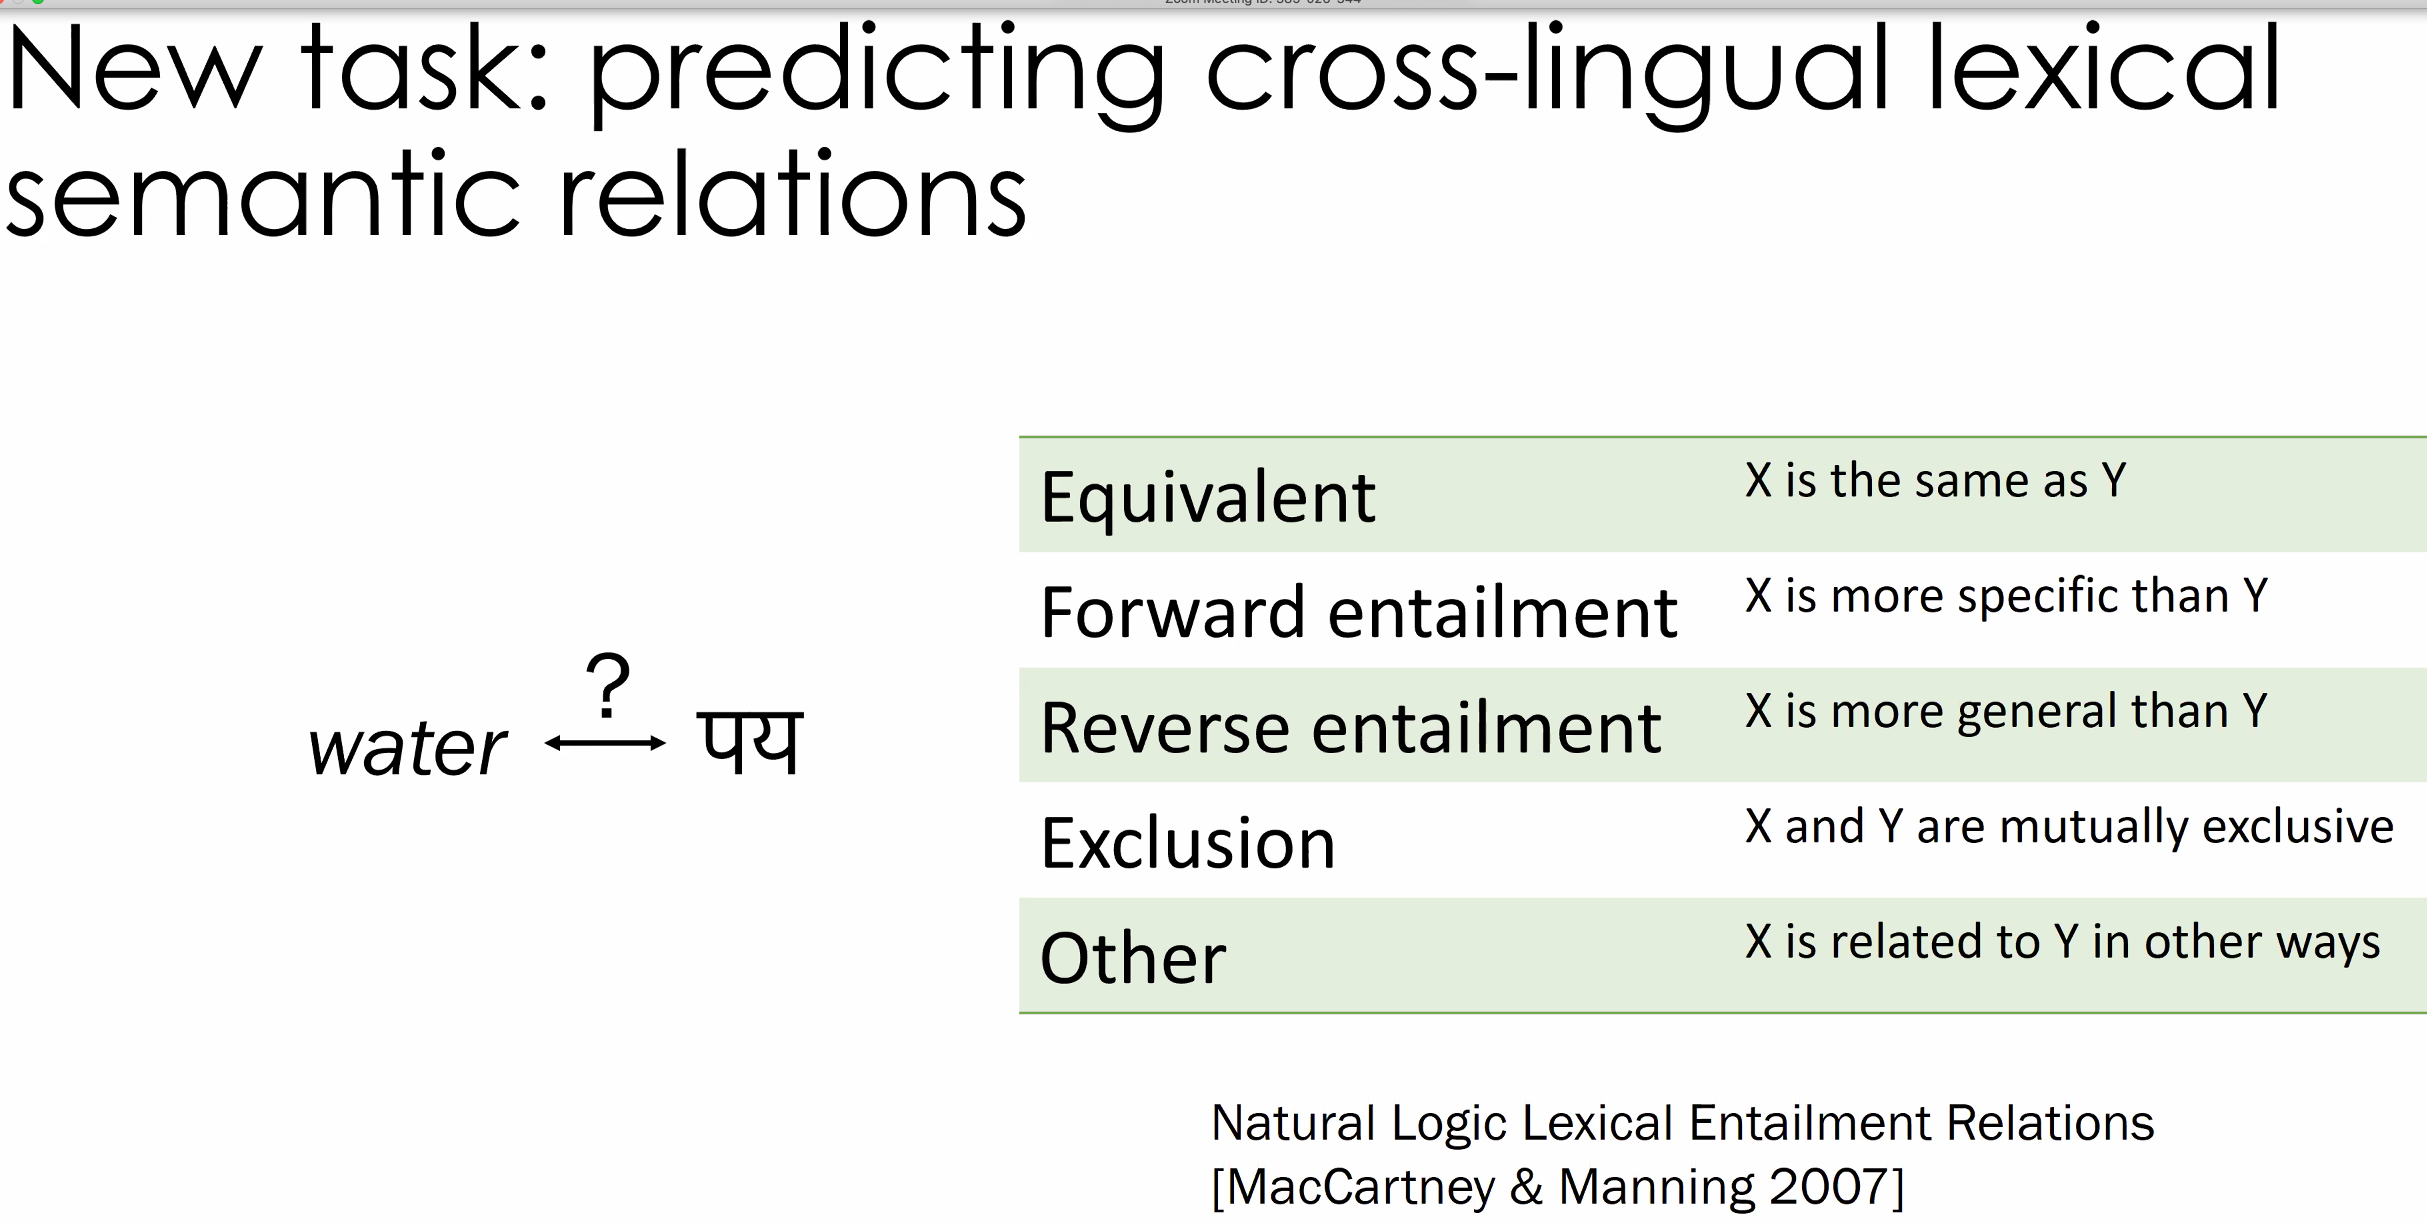 New task: predicting cross-lingual lexical
semantic relations
water ? पय
Equivalent X is the same as Y
Forward entailment X is more specific than Y
Reverse entailment X is more general than Y
Exclusion X and Y are mutually exclusive
Other X is related to Y in other ways
Natural Logic Lexical Entailment Relations
[MacCartney & Manning 2007]